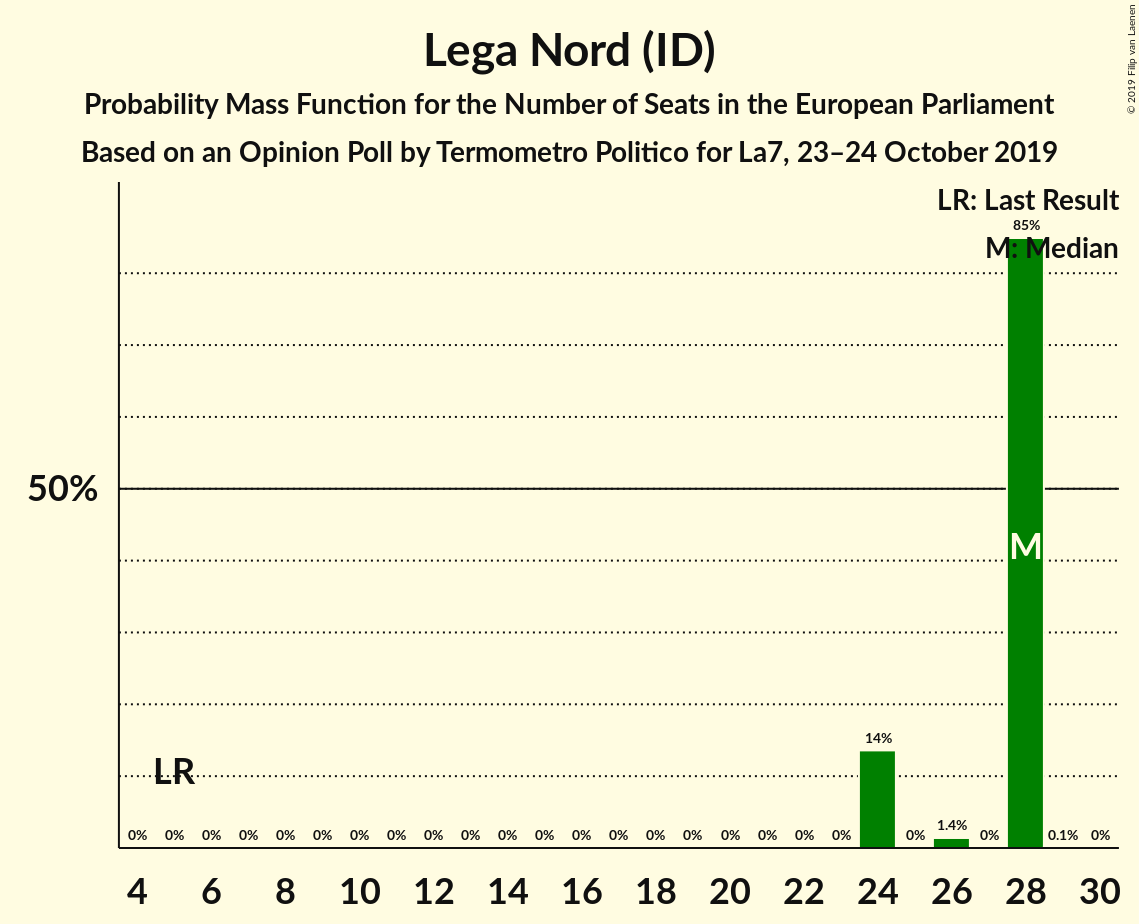 Lega Nord (ID)
Probability Mass Function for the Number of Seats in the European Parliament
Based on an Opinion Poll by Termometro Politico for La7, 23–24 October 2019
© 2019 Filip van Laenen
LR: Last Result
85%
M: Median
50%
M
14%
LR
1.4%
0% 0% 0% 0% 0% 0% 0% 0% 0% 0% 0% 0% 0% 0% 0% 0% 0% 0% 0% 0% 0% 0% 0.1% 0%
4 6 8 10 12 14 16 18 20 22 24 26 28 30